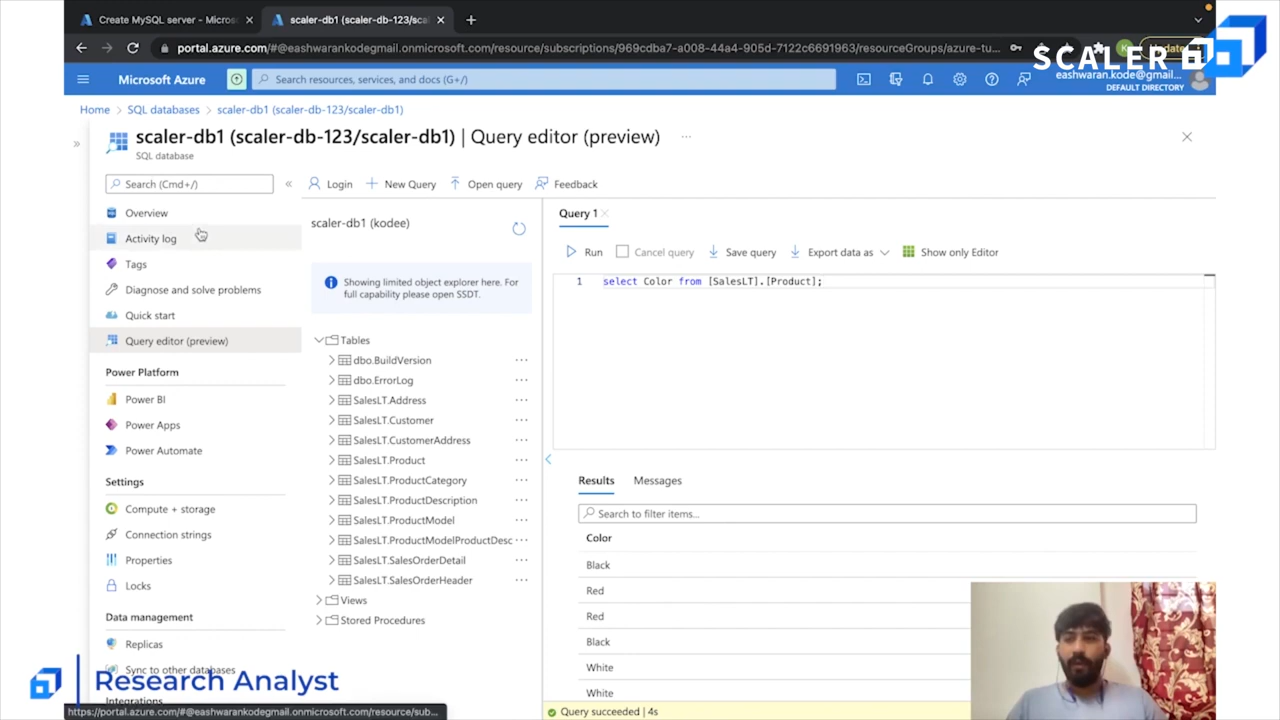 Create MySQL server - Micros
scaler-db1 (scaler-db-123/scale
portal.azure.com/#@eashwarankodegmail.onmicrosoft.com/resource/subscriptions/969cdba7-a008-44a4-905d-7122c6691963/resourceGroups/azure-tu...
Update
SCALER
Microsoft Azure
Search resources, services, and docs (G+/)
eashwaran.kode@gmail...
DEFAULT DIRECTORY
Home > SQL databases > scaler-db1 (scaler-db-123/scaler-db1)
scaler-db1 (scaler-db-123/scaler-db1) | Query editor (preview) ...
SQL database
Search (Cmd+/)
Overview
Activity log
Tags
Diagnose and solve problems
Quick start
Query editor (preview)
Power Platform
Power BI
Power Apps
Power Automate
Settings
Compute + storage
Connection strings
Properties
Locks
Data management
Replicas
Sync to other databases
Integrations
Login
New Query
Open query
Feedback
scaler-db1 (kodee)
Showing limited object explorer here. For
full capability please open SSDT.
Tables
dbo.BuildVersion
dbo.ErrorLog
SalesLT.Address
SalesLT.Customer
SalesLT.CustomerAddress
SalesLT.Product
SalesLT.ProductCategory
SalesLT.ProductDescription
SalesLT.ProductModel
SalesLT.ProductModelProductDesc
SalesLT.SalesOrderDetail
SalesLT.SalesOrderHeader
Views
Stored Procedures
Query 1
Run
Cancel query
Save query
Export data as
Show only Editor
1 select Color from [SalesLT].[Product];
Results Messages
Search to filter items...
Color
Black
Red
Red
Black
White
White
Query succeeded | 4s
Research Analyst
https://portal.azure.com/#@eashwarankodegmail.onmicrosoft.com/resource/sub...